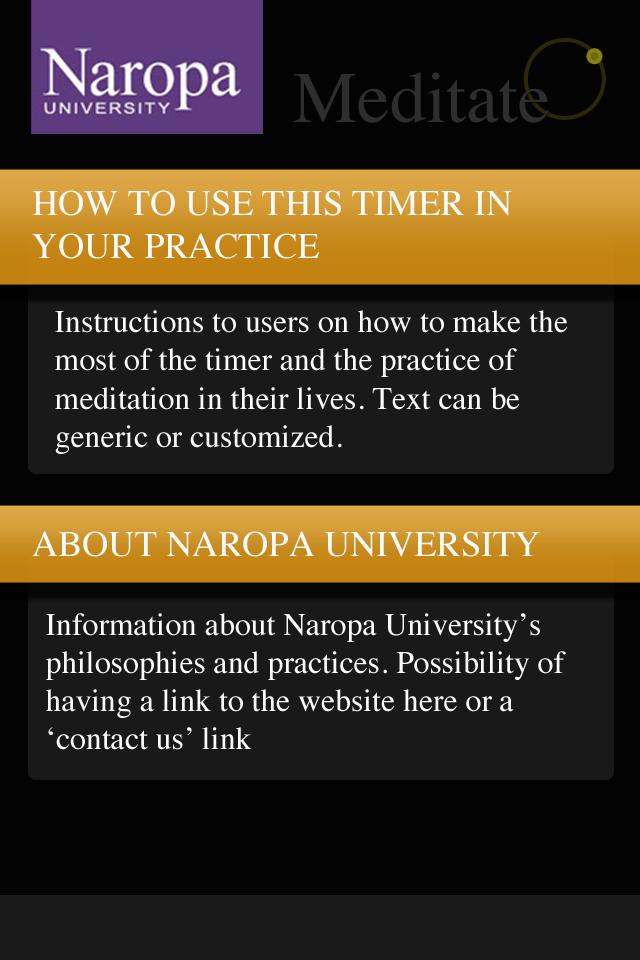 Naropa
UNIVERSITY
Meditate
HOW TO USE THIS TIMER IN
YOUR PRACTICE
Instructions to users on how to make the
most of the timer and the practice of
meditation in their lives. Text can be
generic or customized.
ABOUT NAROPA UNIVERSITY
Information about Naropa University’s
philosophies and practices. Possibility of
having a link to the website here or a
‘contact us’ link